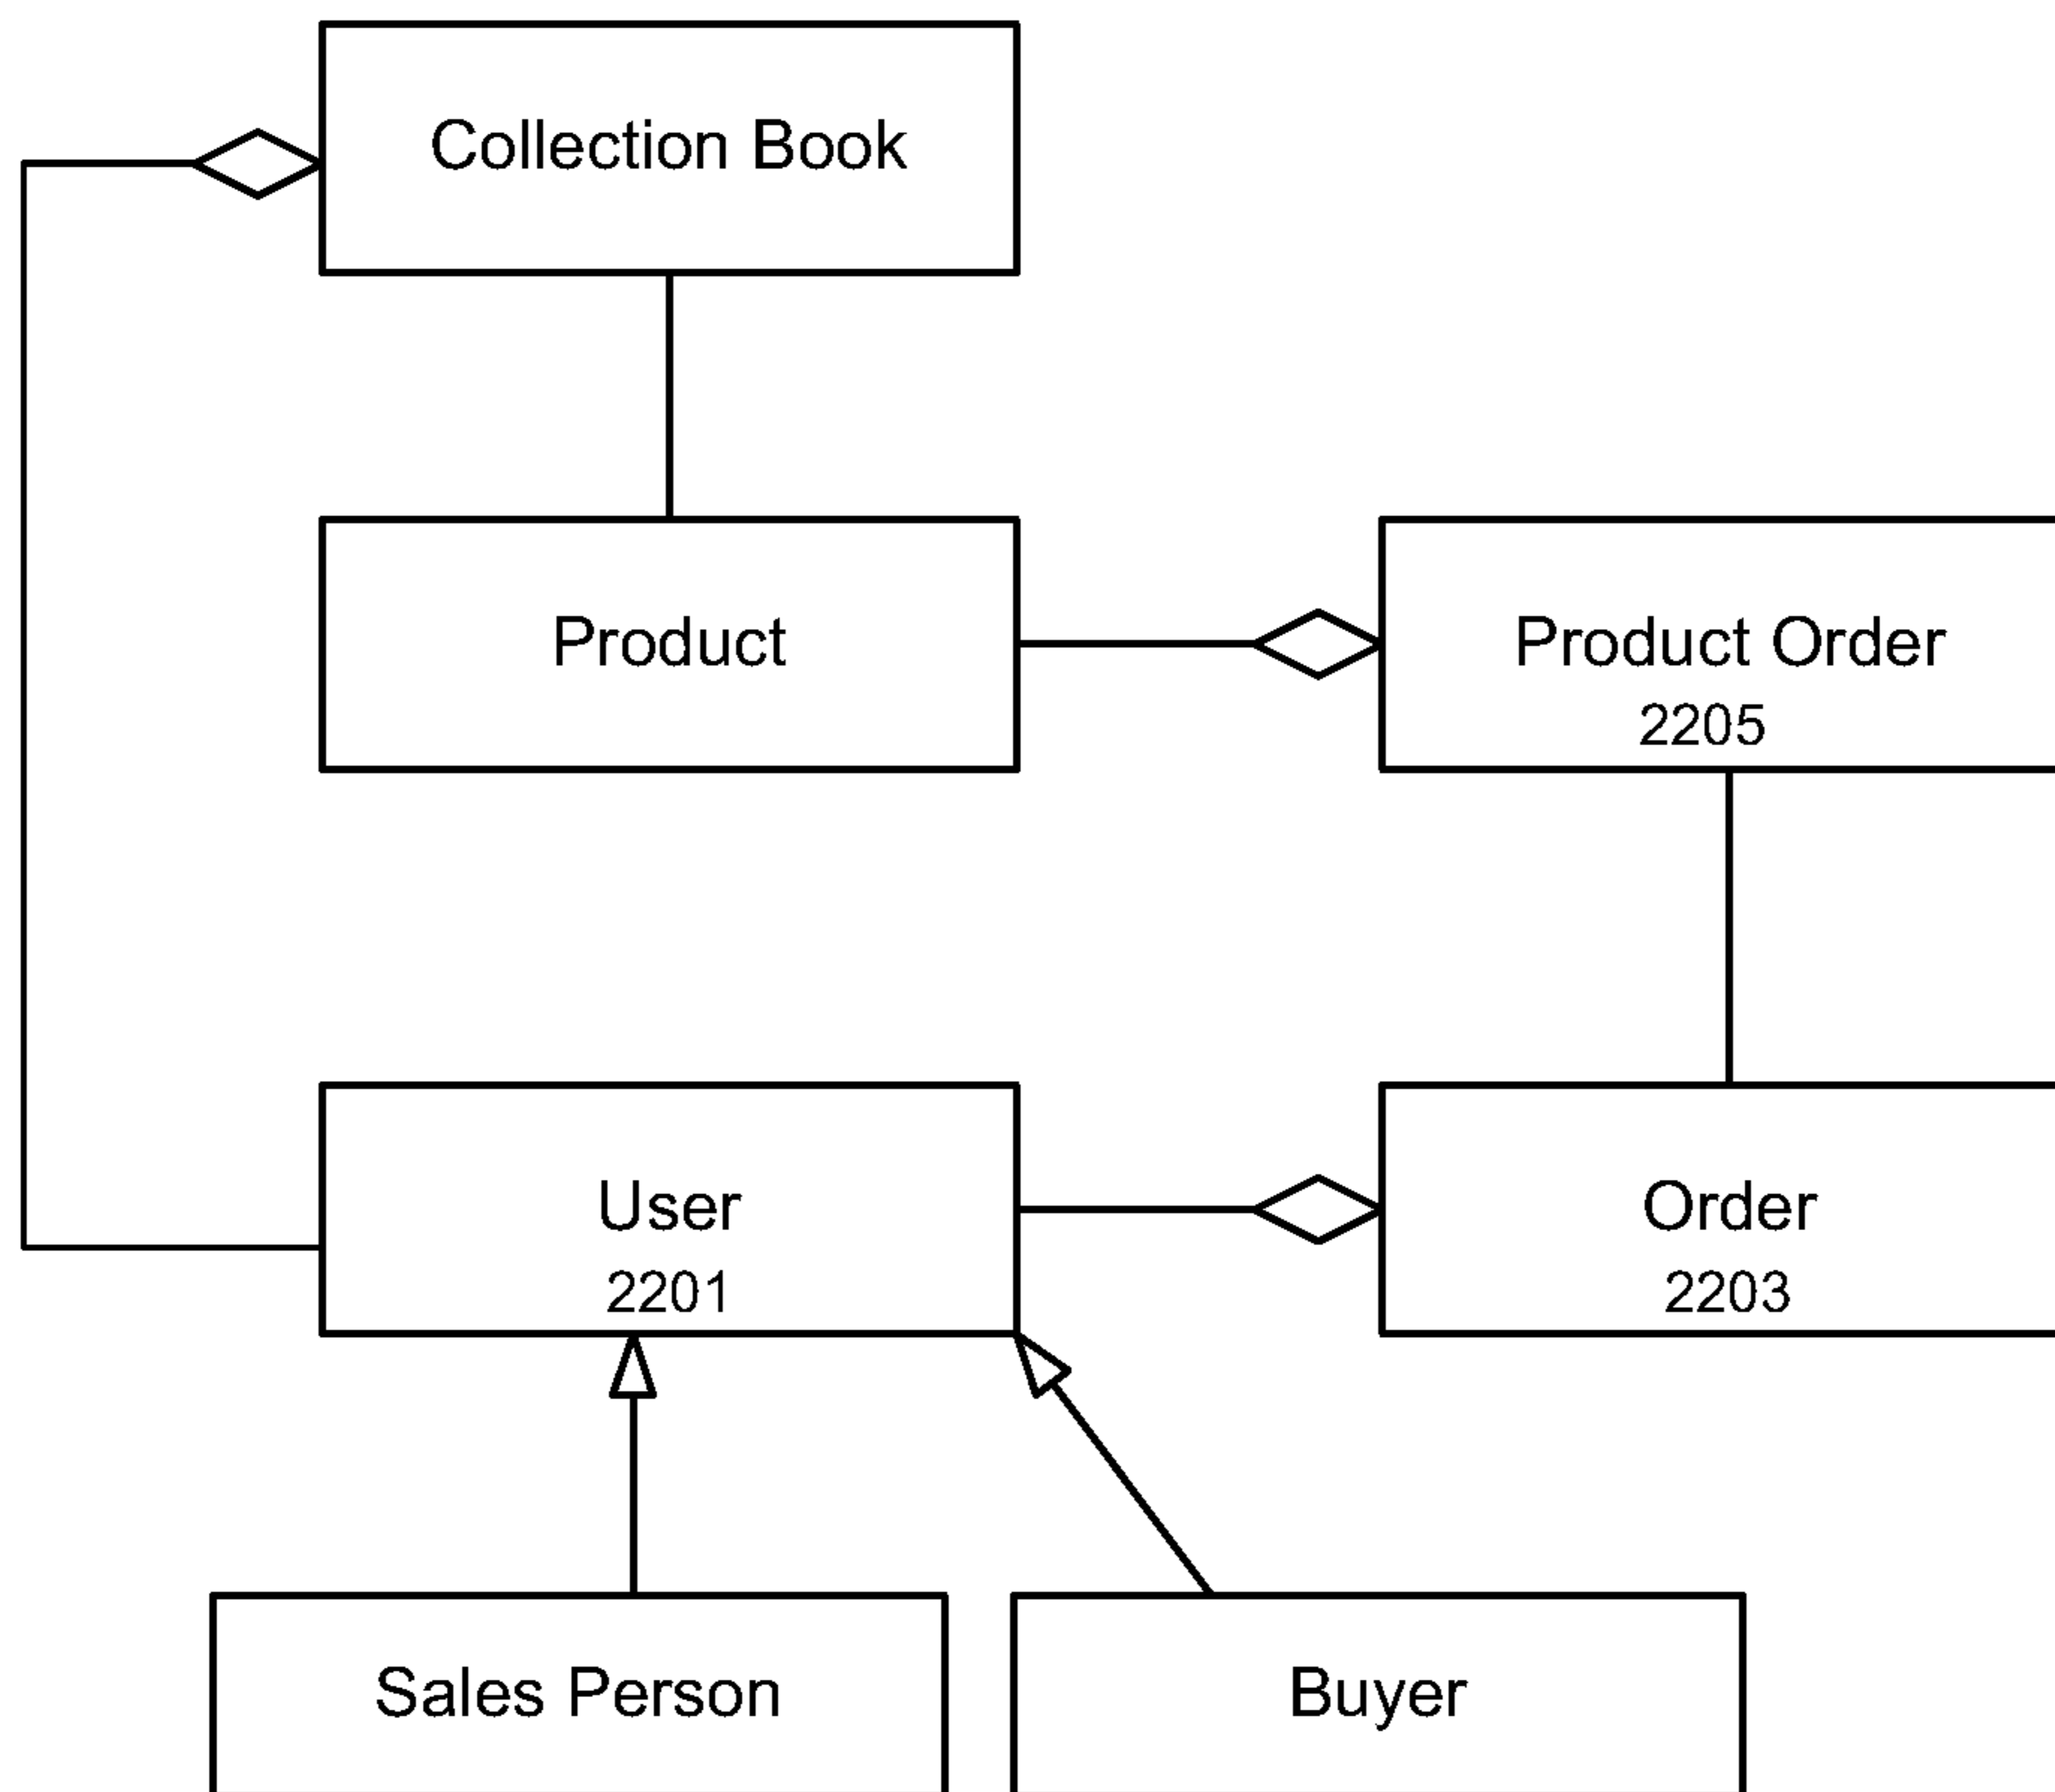 Collection Book
Product
Product Order
2205
User
2201
Order
2203
Sales Person
Buyer